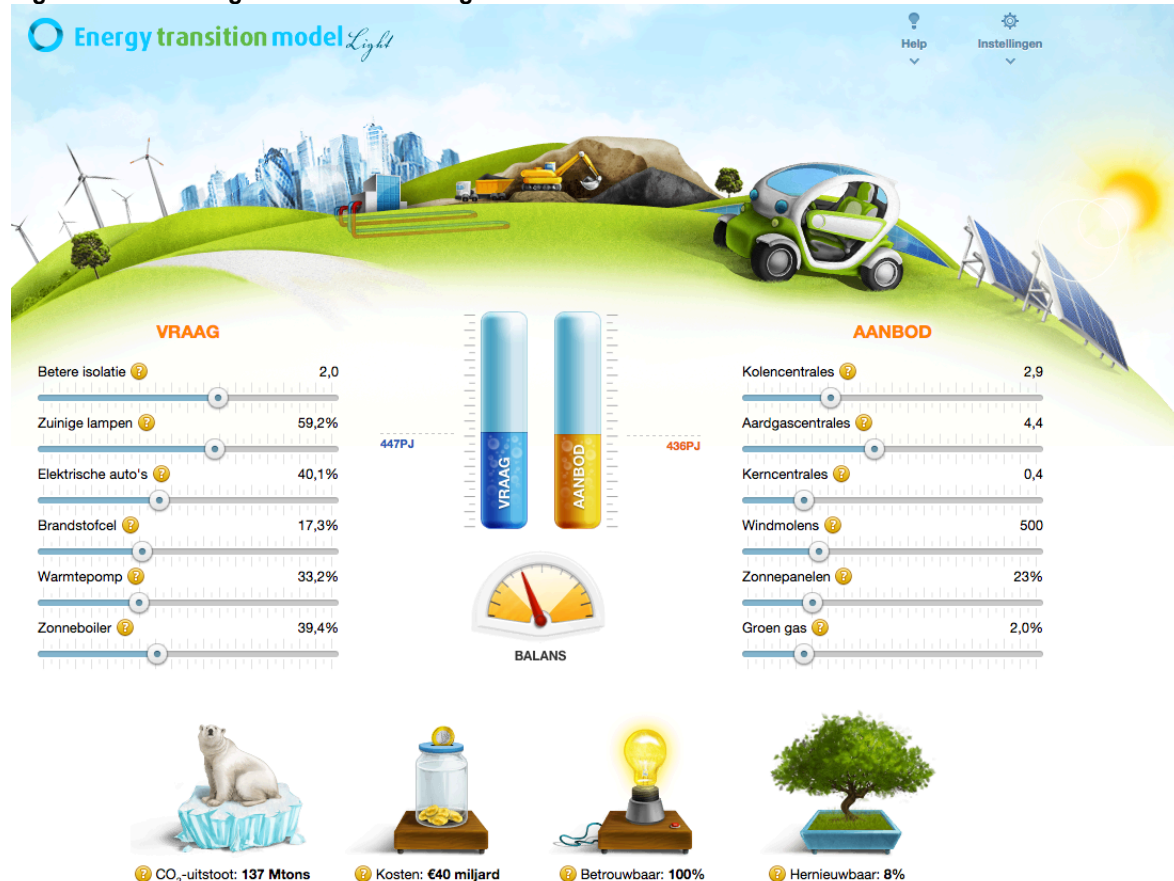 Energy transition model Light
Help
Instellingen
VRAAG
Betere isolatie ? 2,0
Zuinige lampen ? 59,2%
Elektrische auto's ? 40,1%
Brandstofcel ? 17,3%
Warmtepomp ? 33,2%
Zonneboiler ? 39,4%
447PJ
VRAAG
AANBOD
436PJ
BALANS
AANBOD
Kolencentrales ? 2,9
Aardgascentrales ? 4,4
Kerncentrales ? 0,4
Windmolens ? 500
Zonnepanelen ? 23%
Groen gas ? 2,0%
? CO₂-uitstoot: 137 Mtons
? Kosten: €40 miljard
? Betrouwbaar: 100%
? Hernieuwbaar: 8%